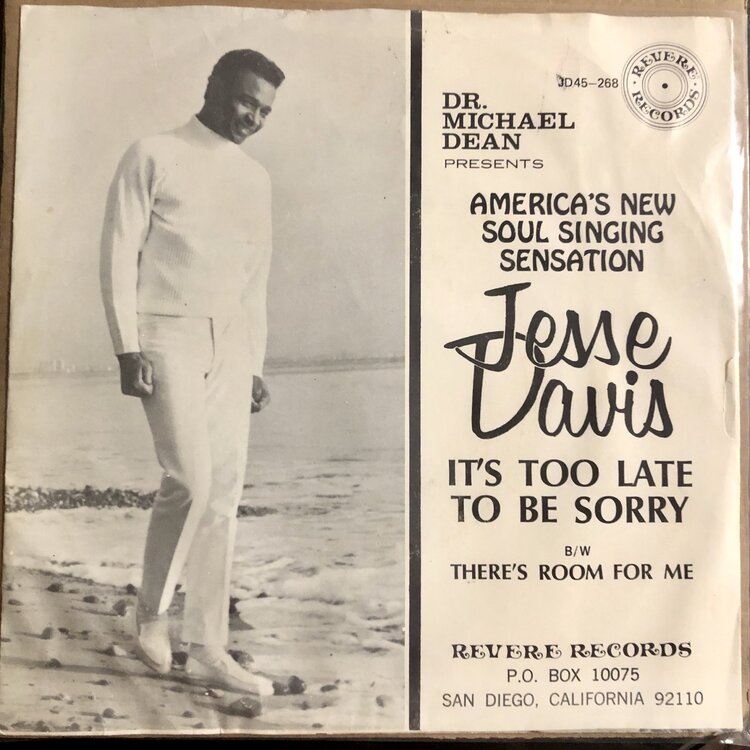 JD45-268
REVERE RECORDS
DR.
MICHAEL
DEAN
PRESENTS
AMERICA'S NEW
SOUL SINGING
SENSATION
Jesse
Davis
IT'S TOO LATE
TO BE SORRY
B/W
THERE'S ROOM FOR ME
REVERE RECORDS
P.O. BOX 10075
SAN DIEGO, CALIFORNIA 92110